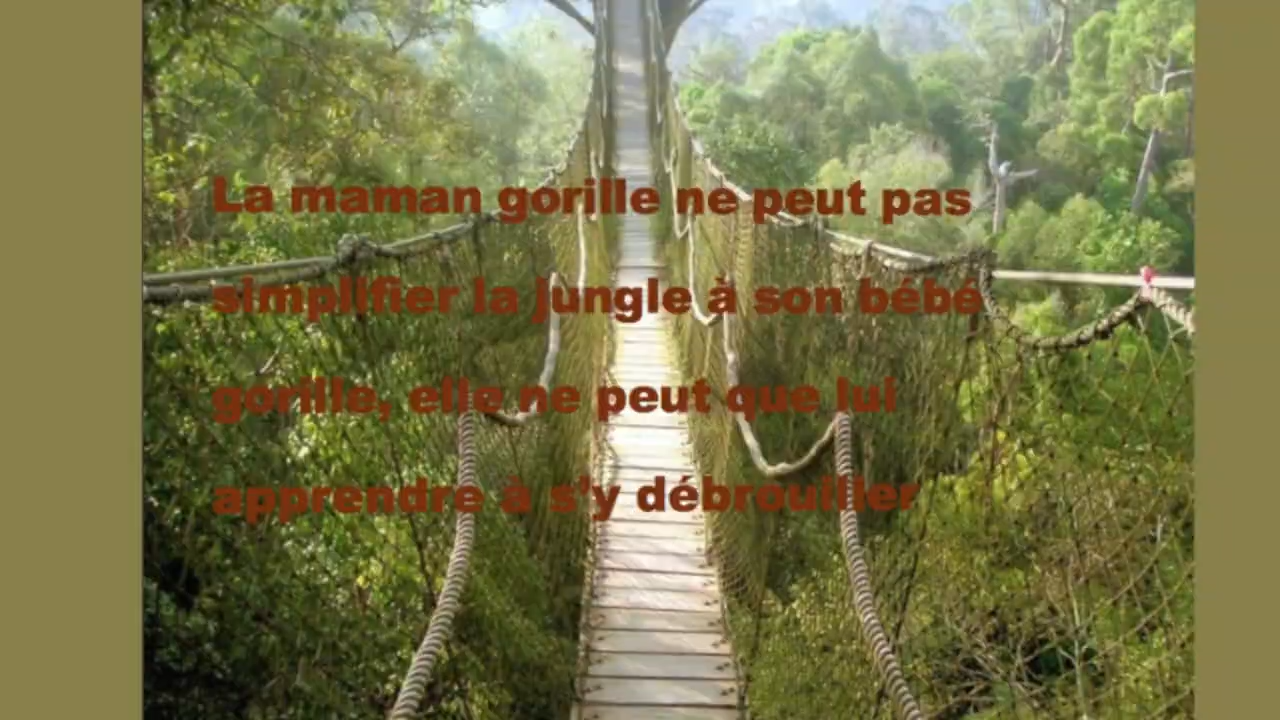 La maman gorille ne peut pas
simplifier la jungle à son bébé
gorille, elle ne peut que lui
apprendre à s'y débrouiller